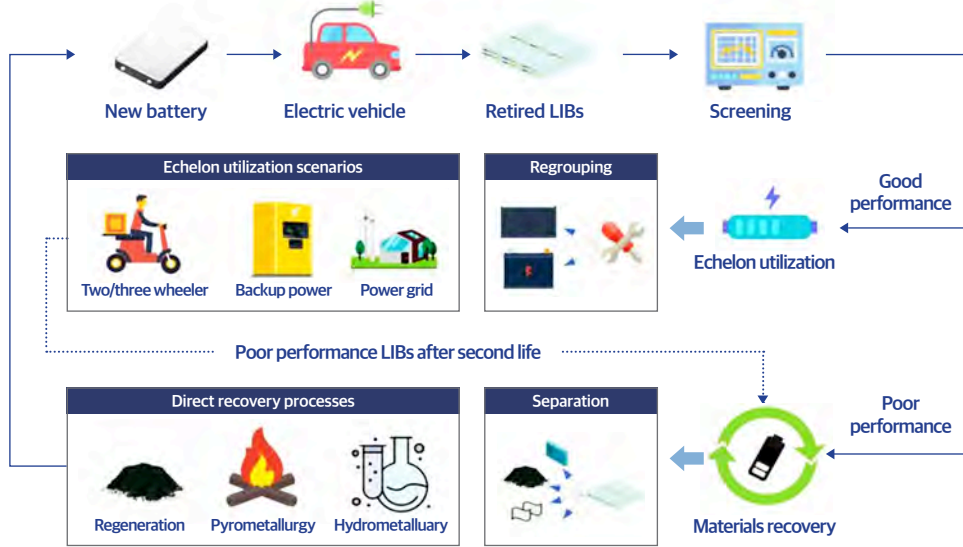 New battery
Electric vehicle
Retired LIBs
Screening
Echelon utilization scenarios
Regrouping
Good
performance
Two/three wheeler
Backup power
Power grid
Echelon utilization
Poor performance LIBs after second life
Direct recovery processes
Separation
Poor
performance
Regeneration
Pyrometallurgy
Hydrometalluary
Materials recovery